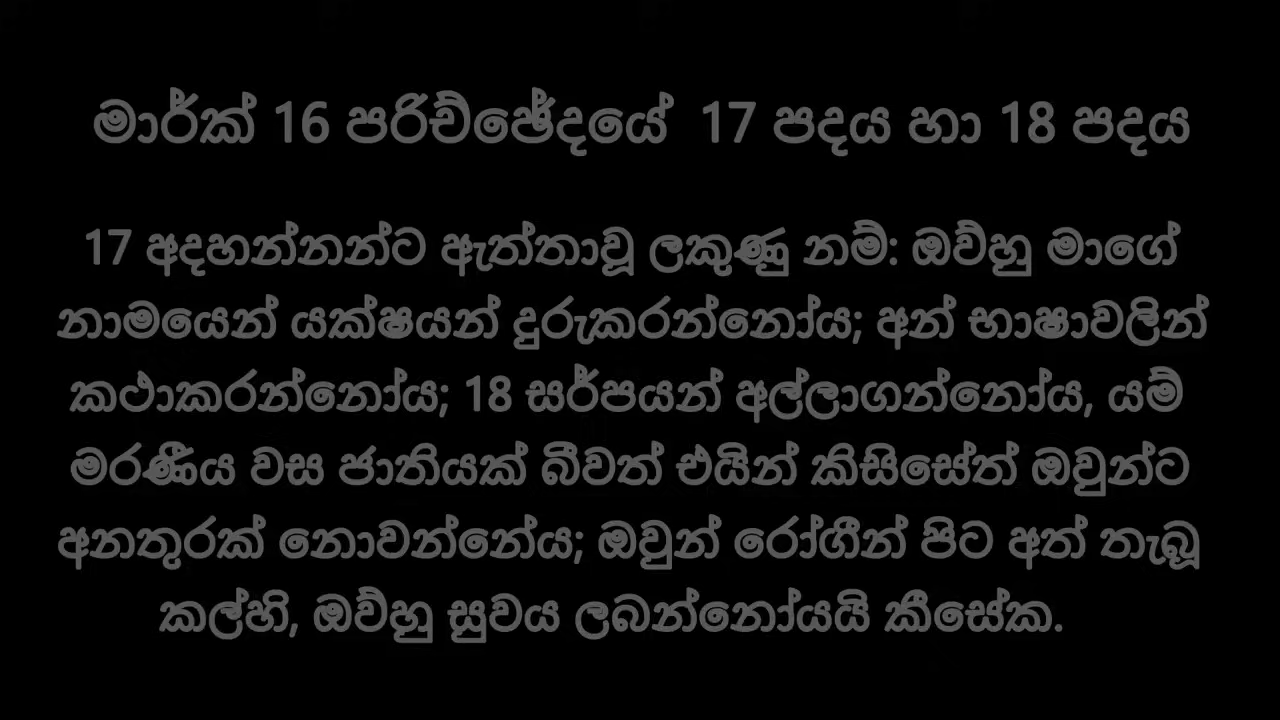 මාර්ක් 16 පරිච්ඡේදයේ 17 පදය හා 18 පදය
17 අදහන්නන්ට ඇත්තාවූ ලකුණු නම්: ඔව්හු මාගේ
නාමයෙන් යක්ෂයන් දුරුකරන්නෝය; අන් භාෂාවලින්
කථාකරන්නෝය; 18 සර්පයන් අල්ලාගන්නෝය, යම්
මරණීය වස ජාතියක් බීවත් එයින් කිසිසේත් ඔවුන්ට
අනතුරක් නොවන්නේය; ඔවුන් රෝගීන් පිට අත් තැබූ
කල්හි, ඔව්හු සුවය ලබන්නෝයයි කීසේක.